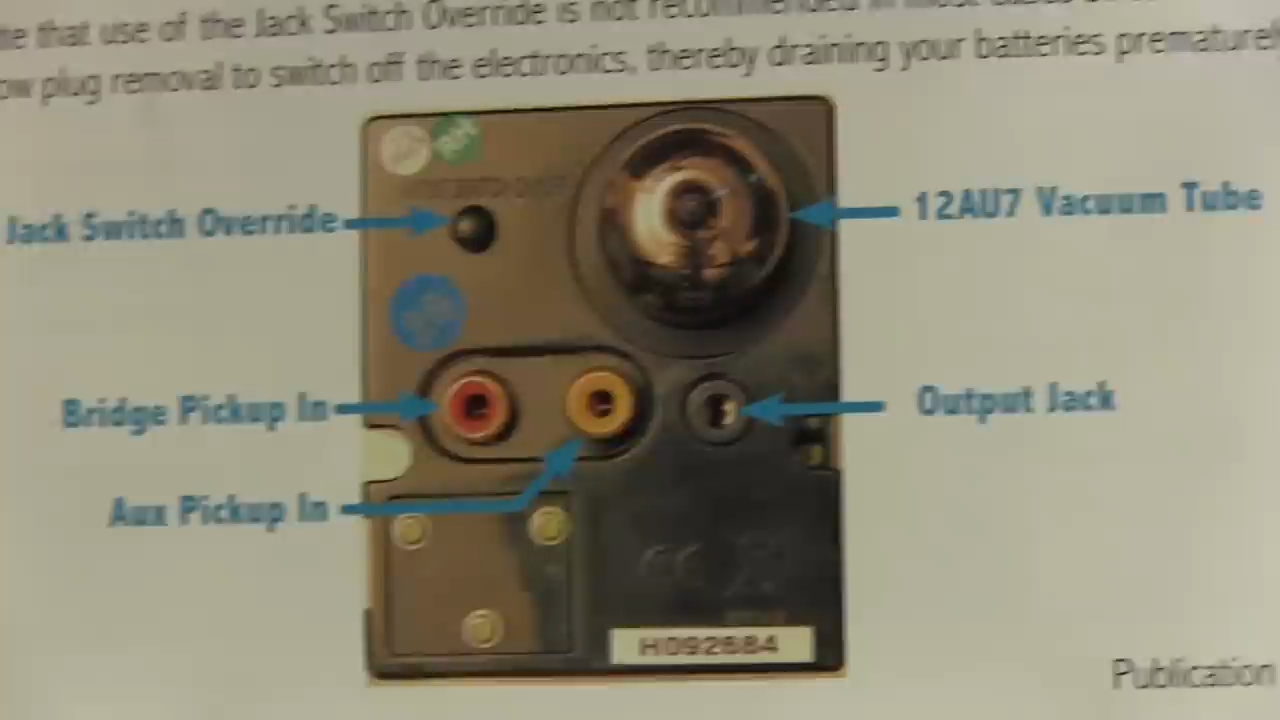 te that use of the Jack Switch Override is not recommended in most cases
ow plug removal to switch off the electronics, thereby draining your batteries prematurely
Jack Switch Override
12AU7 Vacuum Tube
Bridge Pickup In
Output Jack
Aux Pickup In
CE
H092684
Publication